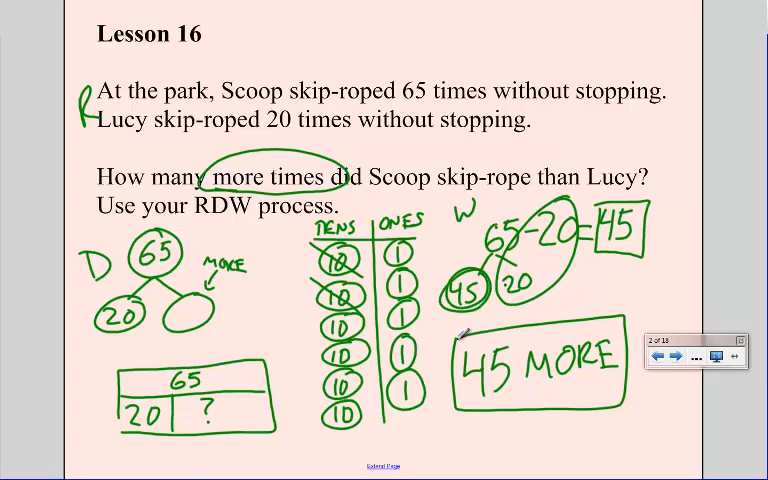 Lesson 16
R
At the park, Scoop skip-roped 65 times without stopping.
Lucy skip-roped 20 times without stopping.
How many more times did Scoop skip-rope than Lucy?
Use your RDW process.
D
65
MORE
20
65
20 ?
TENS ONES
10 1
10 1
10 1
10 1
10 1
10
W
65-20=45
45 20
45 MORE
2 of 18
Extend Page